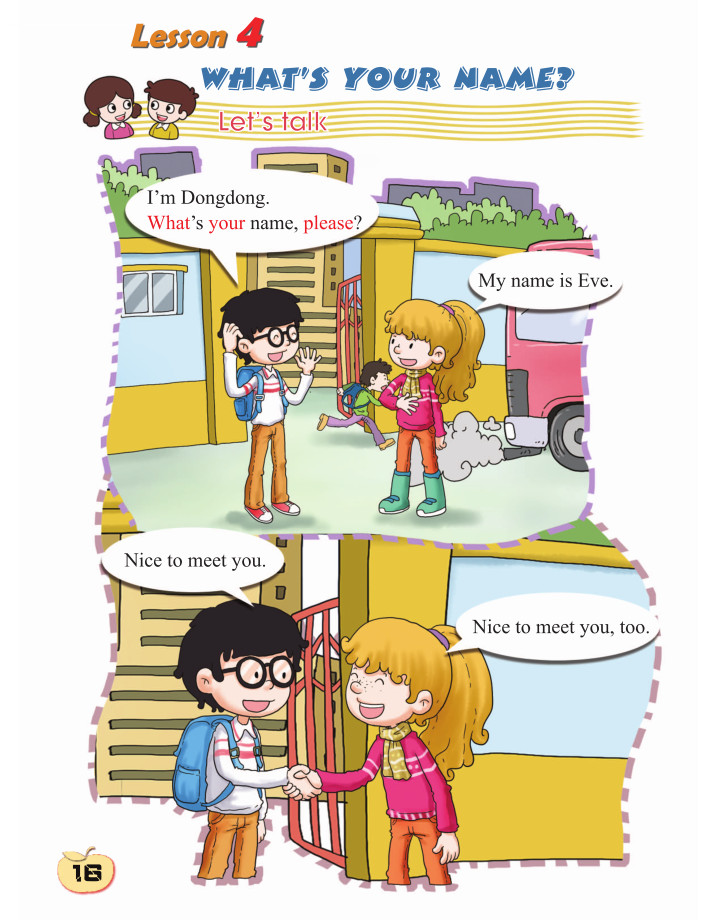 Lesson 4
WHAT'S YOUR NAME?
Let's talk
I'm Dongdong.
What's your name, please?
My name is Eve.
Nice to meet you.
Nice to meet you, too.
16